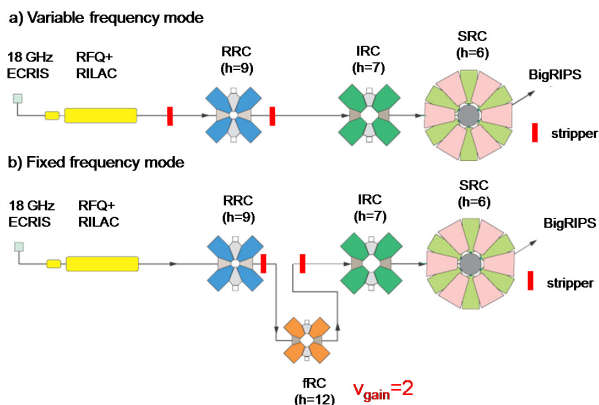 a) Variable frequency mode
18 GHz
ECRIS
RFQ+
RILAC
RRC
(h=9)
IRC
(h=7)
SRC
(h=6)
BigRIPS
stripper
b) Fixed frequency mode
18 GHz
ECRIS
RFQ+
RILAC
RRC
(h=9)
IRC
(h=7)
SRC
(h=6)
BigRIPS
stripper
fRC
(h=12)
vgain=2